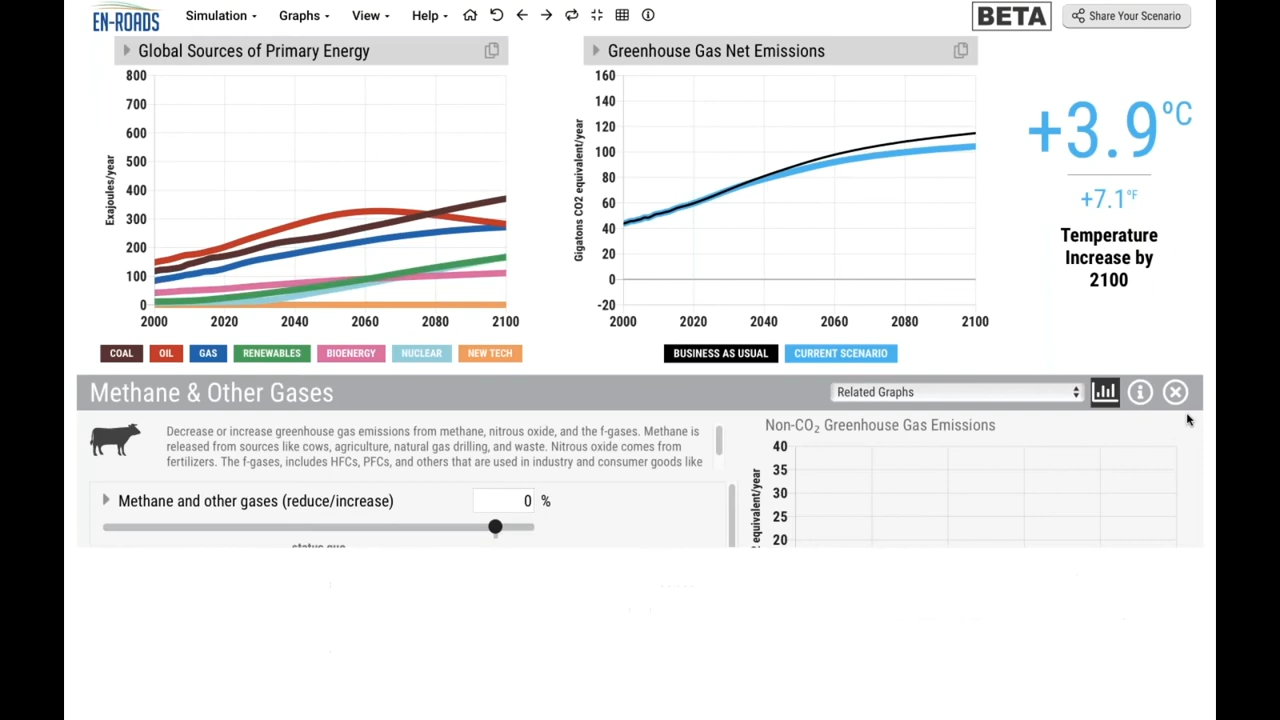 EN-ROADS
Simulation Graphs View Help
BETA
Share Your Scenario
Global Sources of Primary Energy
800
700
600
500
400
300
200
100
0
Exajoules/year
2000 2020 2040 2060 2080 2100
COAL OIL GAS RENEWABLES BIOENERGY NUCLEAR NEW TECH
Greenhouse Gas Net Emissions
160
140
120
100
80
60
40
20
0
-20
Gigatons CO2 equivalent/year
2000 2020 2040 2060 2080 2100
BUSINESS AS USUAL CURRENT SCENARIO
+3.9ºC
+7.1°F
Temperature
Increase by
2100
Methane & Other Gases
Related Graphs
Decrease or increase greenhouse gas emissions from methane, nitrous oxide, and the f-gases. Methane is
released from sources like cows, agriculture, natural gas drilling, and waste. Nitrous oxide comes from
fertilizers. The f-gases, includes HFCs, PFCs, and others that are used in industry and consumer goods like
Methane and other gases (reduce/increase) 0 %
status quo
Non-CO₂ Greenhouse Gas Emissions
40
35
30
25
20
equivalent/year